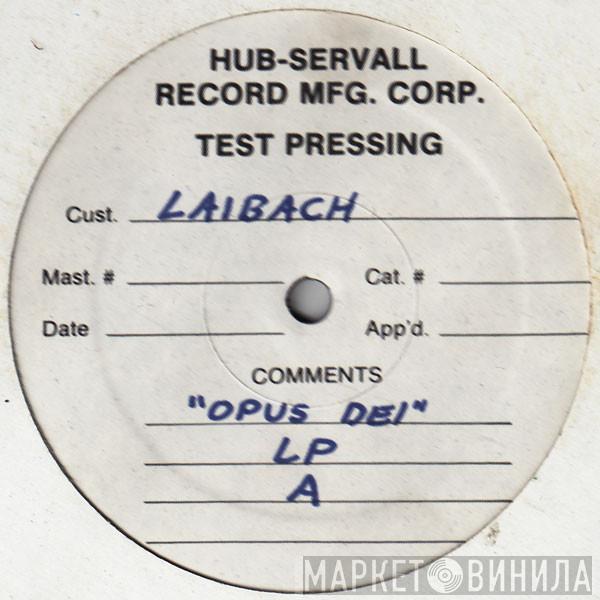 HUB-SERVALL
RECORD MFG. CORP.
TEST PRESSING
Cust. LAIBACH
Mast. # Cat. #
Date App'd.
COMMENTS
"OPUS DEI"
LP
A
МАРКЕТ ВИНИЛА